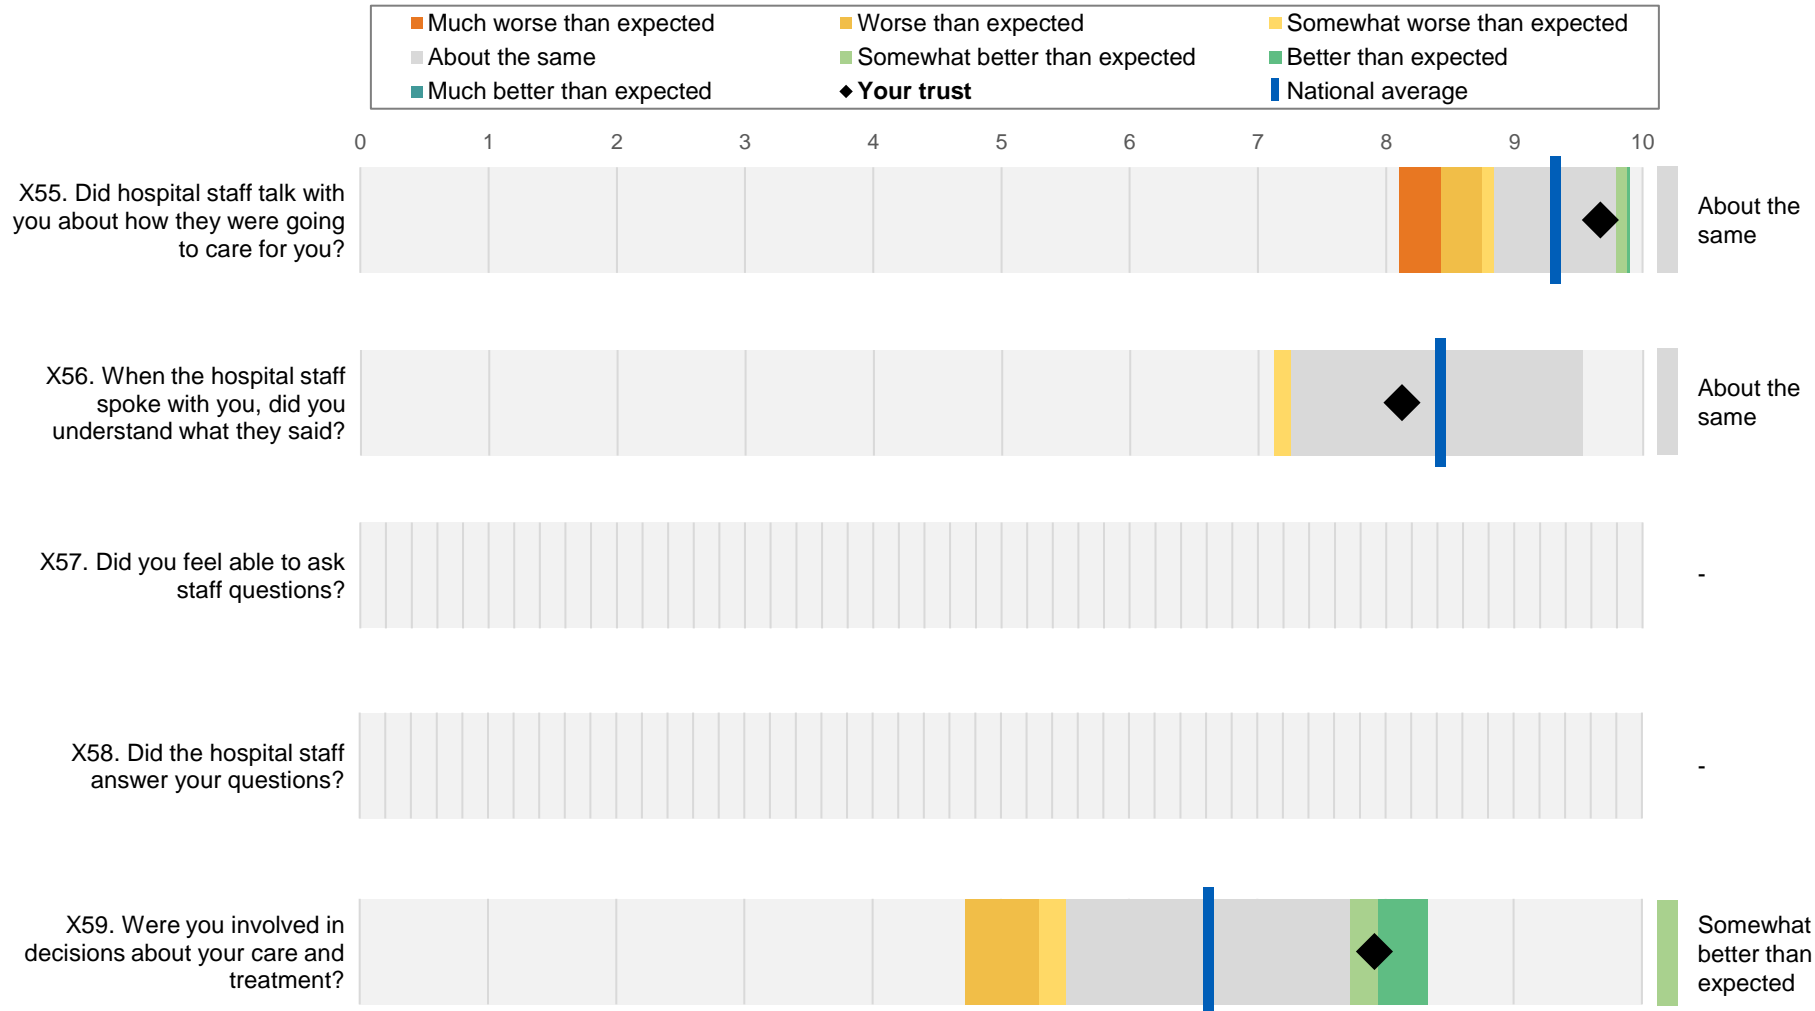 Much worse than expected
Worse than expected
Somewhat worse than expected
About the same
Somewhat better than expected
Better than expected
Much better than expected
Your trust
National average
0 1 2 3 4 5 6 7 8 9 10
X55. Did hospital staff talk with
you about how they were going
to care for you?
About the
same
X56. When the hospital staff
spoke with you, did you
understand what they said?
About the
same
X57. Did you feel able to ask
staff questions?
-
X58. Did the hospital staff
answer your questions?
-
X59. Were you involved in
decisions about your care and
treatment?
Somewhat
better than
expected